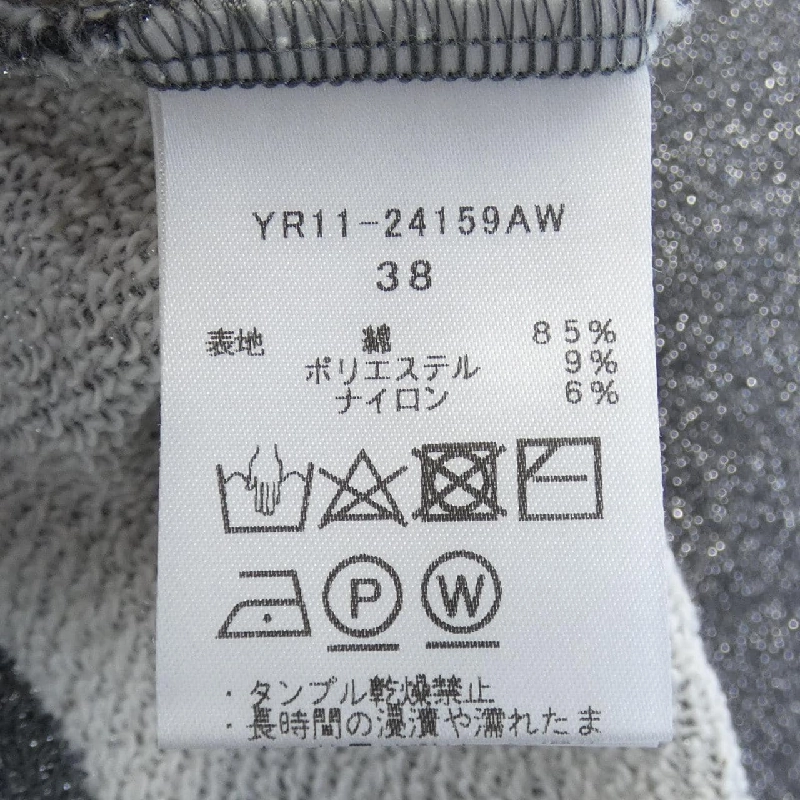 YR11-24159AW
38
表地 綿 85%
ポリエステル 9%
ナイロン 6%
P W
・タンブル乾燥禁止
・長時間の浸漬や濡れたま